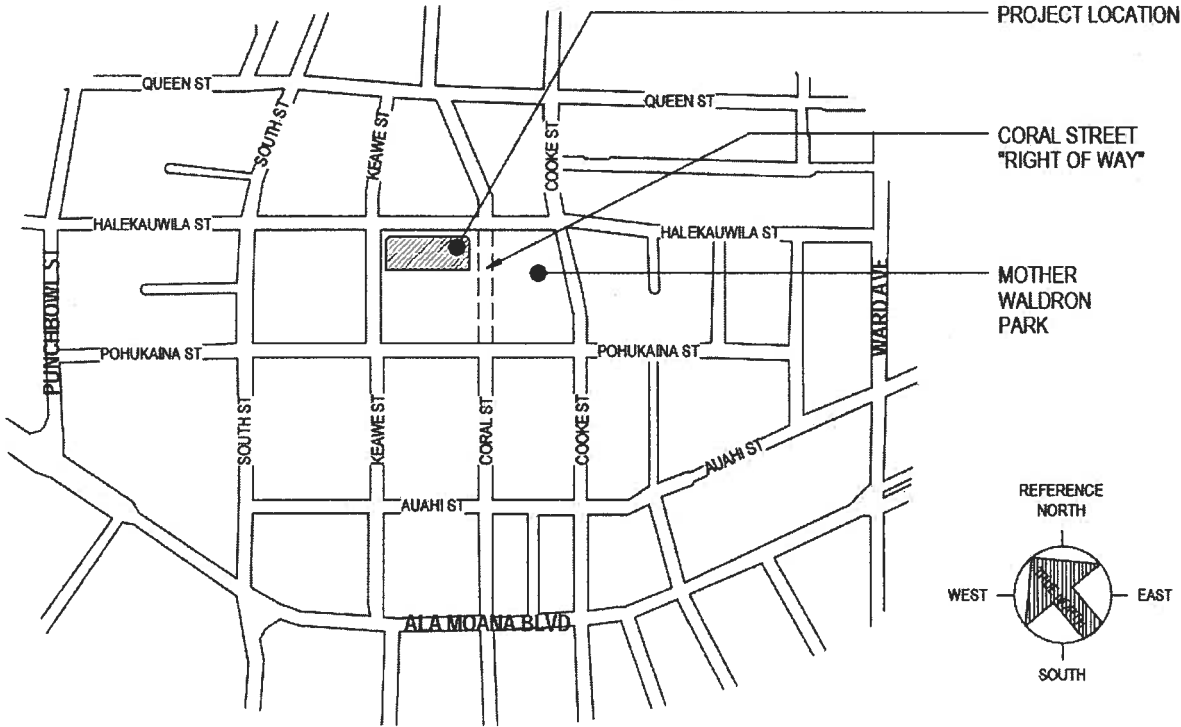 PROJECT LOCATION
QUEEN ST
QUEEN ST
SOUTH ST
KEAWE ST
COOKE ST
CORAL STREET
"RIGHT OF WAY"
HALEKAUWILA ST
HALEKAUWILA ST
PUNCHBOWL ST
WARD AVE
MOTHER
WALDRON
PARK
POHUKAINA ST
POHUKAINA ST
SOUTH ST
KEAWE ST
CORAL ST
COOKE ST
AUAHI ST
AUAHI ST
ALA MOANA BLVD
REFERENCE
NORTH
WEST
EAST
TRUE NORTH
SOUTH